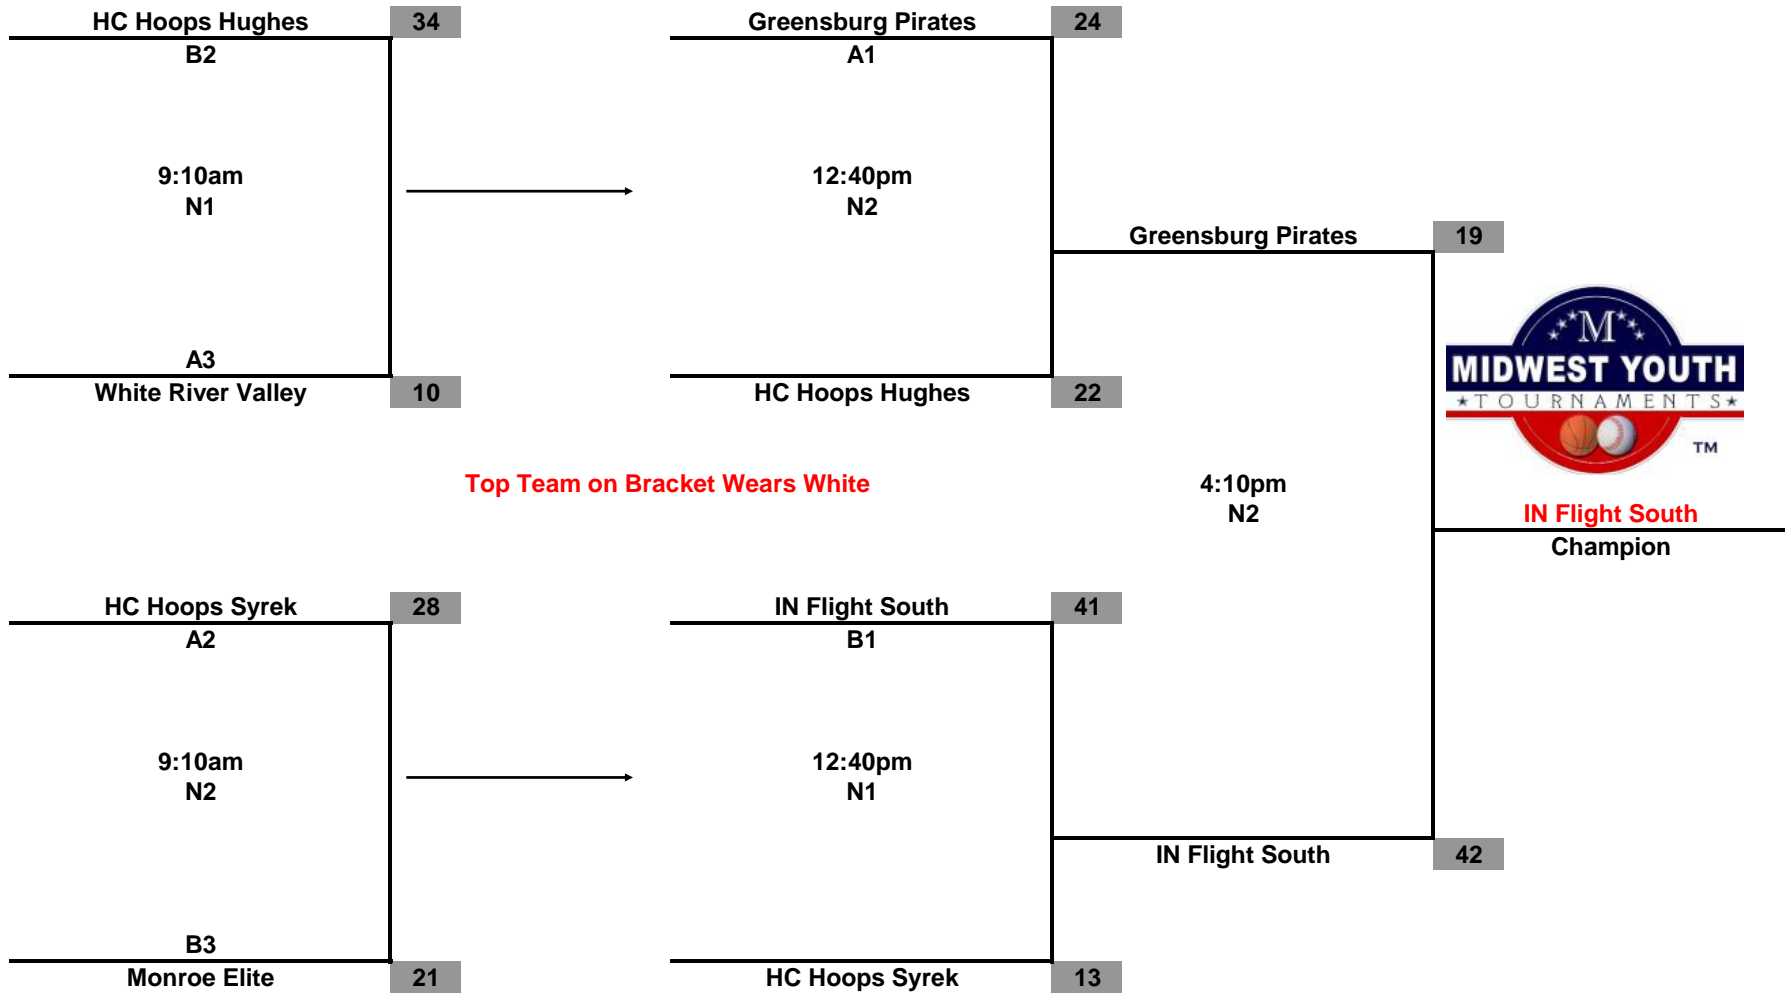 HC Hoops Hughes 34
B2
9:10am
N1
A3
White River Valley 10
Greensburg Pirates 24
A1
12:40pm
N2
HC Hoops Hughes 22
Greensburg Pirates 19
M
MIDWEST YOUTH
TOURNAMENTS
TM
Top Team on Bracket Wears White
4:10pm
N2
IN Flight South
Champion
HC Hoops Syrek 28
A2
9:10am
N2
B3
Monroe Elite 21
IN Flight South 41
B1
12:40pm
N1
HC Hoops Syrek 13
IN Flight South 42